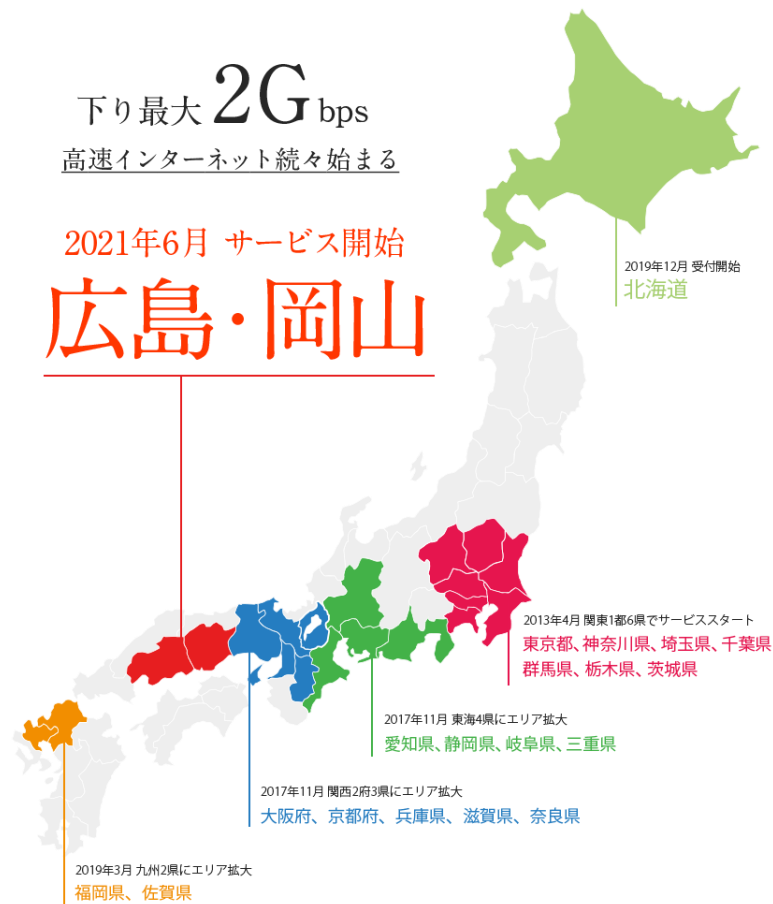 下り最大 2G bps
高速インターネット続々始まる
2021年6月 サービス開始
広島・岡山
2019年12月 受付開始
北海道
2013年4月 関東1都6県でサービススタート
東京都、神奈川県、埼玉県、千葉県
群馬県、栃木県、茨城県
2017年11月 東海4県にエリア拡大
愛知県、静岡県、岐阜県、三重県
2017年11月 関西2府3県にエリア拡大
大阪府、京都府、兵庫県、滋賀県、奈良県
2019年3月 九州2県にエリア拡大
福岡県、佐賀県